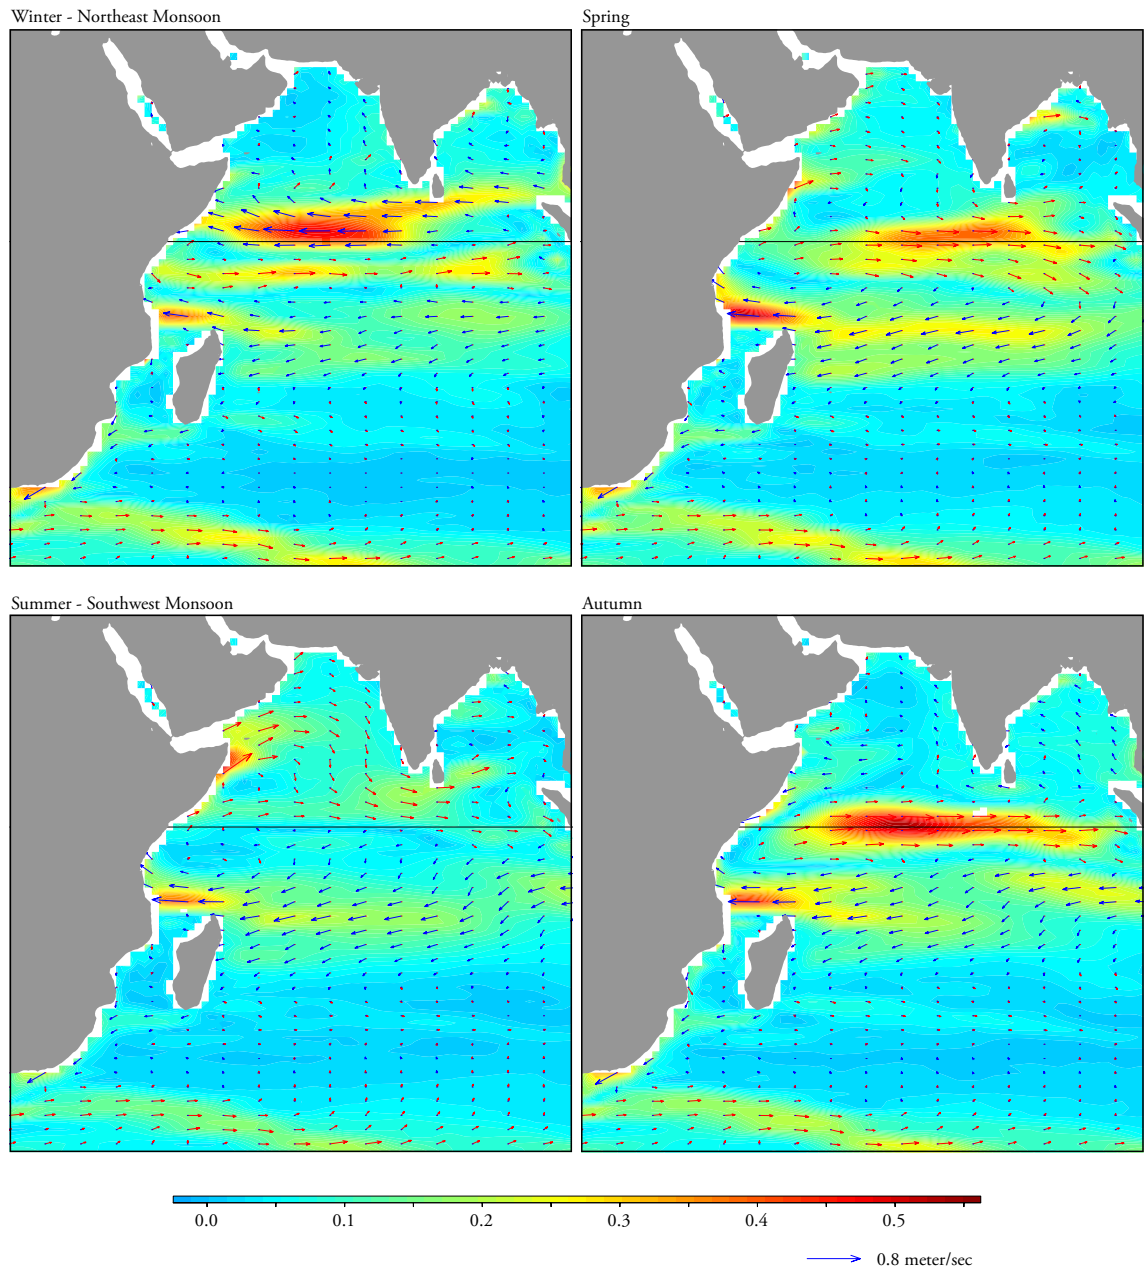 Winter - Northeast Monsoon
Spring
Summer - Southwest Monsoon
Autumn
0.0 0.1 0.2 0.3 0.4 0.5
0.8 meter/sec